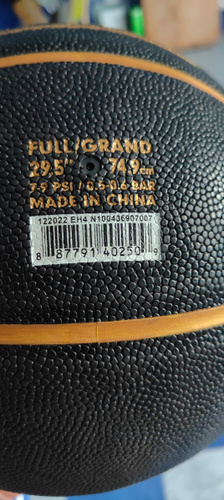 FULL/GRAND
29.5" 74.9cm
7-9 PSI / 0.5-0.6 BAR
MADE IN CHINA
122022 EH4 N100436907007
8 87791 40250 9